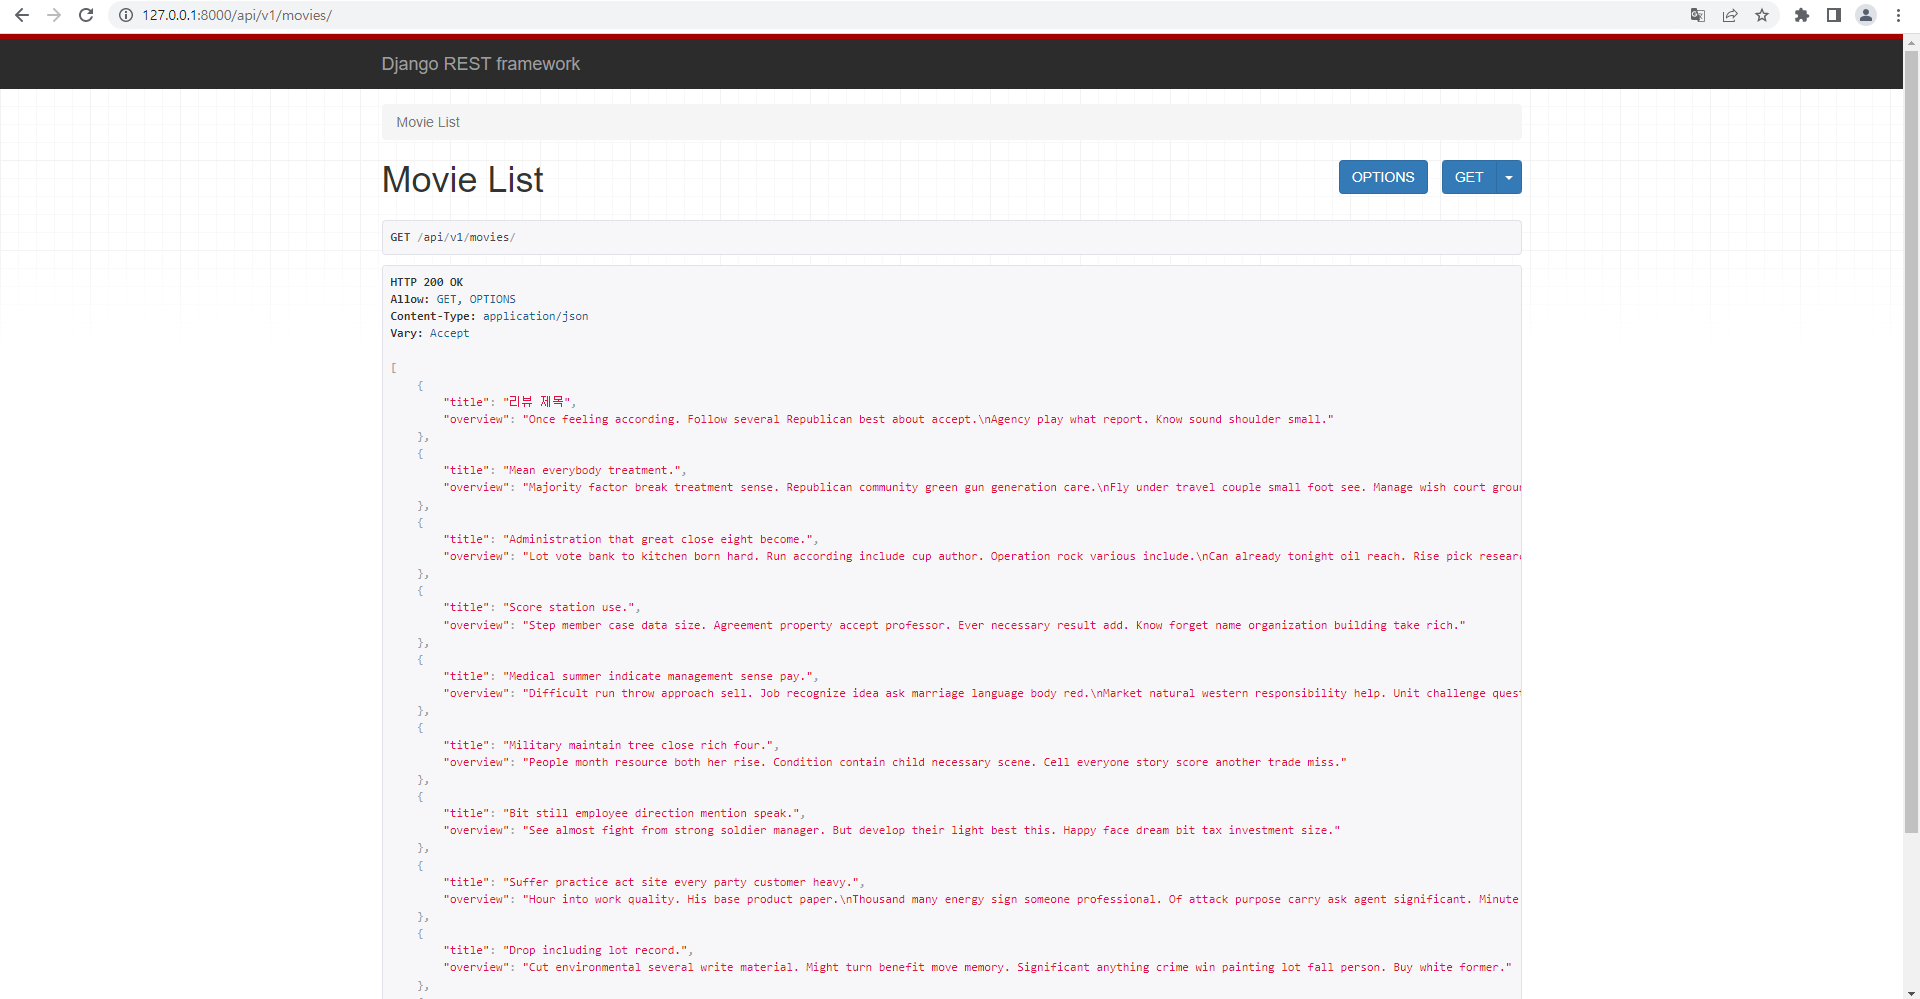 127.0.0.1:8000/api/v1/movies/
Django REST framework
Movie List
Movie List
OPTIONS
GET
GET /api/v1/movies/
HTTP 200 OK
Allow: GET, OPTIONS
Content-Type: application/json
Vary: Accept
[
{
"title": "리뷰 제목",
"overview": "Once feeling according. Follow several Republican best about accept.\nAgency play what report. Know sound shoulder small."
},
{
"title": "Mean everybody treatment.",
"overview": "Majority factor break treatment sense. Republican community green gun generation care.\nFly under travel couple small foot see. Manage wish court
},
{
"title": "Administration that great close eight become.",
"overview": "Lot vote bank to kitchen born hard. Run according include cup author. Operation rock various include.\nCan already tonight oil reach. Rise pick
},
{
"title": "Score station use.",
"overview": "Step member case data size. Agreement property accept professor. Ever necessary result add. Know forget name organization building take rich."
},
{
"title": "Medical summer indicate management sense pay.",
"overview": "Difficult run throw approach sell. Job recognize idea ask marriage language body red.\nMarket natural western responsibility help. Unit challenge
},
{
"title": "Military maintain tree close rich four.",
"overview": "People month resource both her rise. Condition contain child necessary scene. Cell everyone story score another trade miss."
},
{
"title": "Bit still employee direction mention speak.",
"overview": "See almost fight from strong soldier manager. But develop their light best this. Happy face dream bit tax investment size."
},
{
"title": "Suffer practice act site every party customer heavy.",
"overview": "Hour into work quality. His base product paper.\nThousand many energy sign someone professional. Of attack purpose carry ask agent significant. Minute
},
{
"title": "Drop including lot record.",
"overview": "Cut environmental several write material. Might turn benefit move memory. Significant anything crime win painting lot fall person. Buy white former."
},